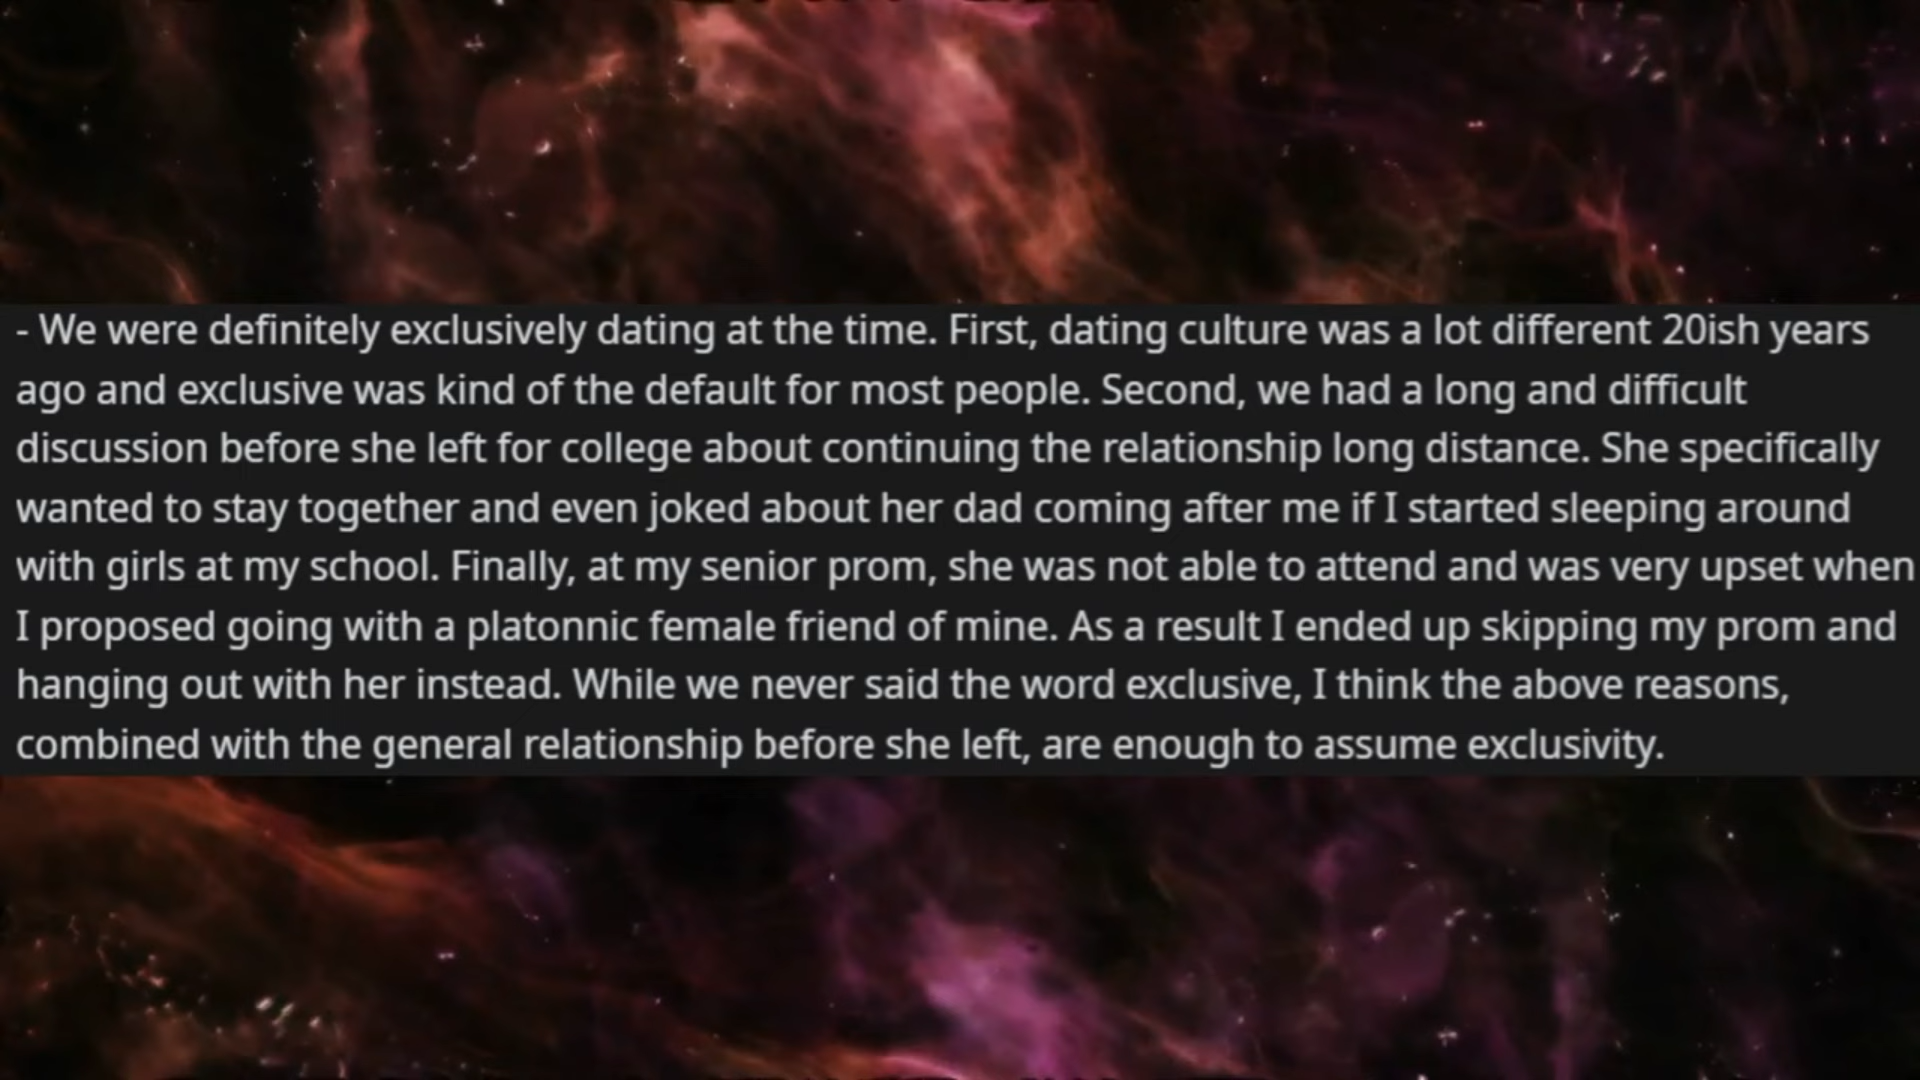 - We were definitely exclusively dating at the time. First, dating culture was a lot different 20ish years
ago and exclusive was kind of the default for most people. Second, we had a long and difficult
discussion before she left for college about continuing the relationship long distance. She specifically
wanted to stay together and even joked about her dad coming after me if I started sleeping around
with girls at my school. Finally, at my senior prom, she was not able to attend and was very upset when
I proposed going with a platonnic female friend of mine. As a result I ended up skipping my prom and
hanging out with her instead. While we never said the word exclusive, I think the above reasons,
combined with the general relationship before she left, are enough to assume exclusivity.